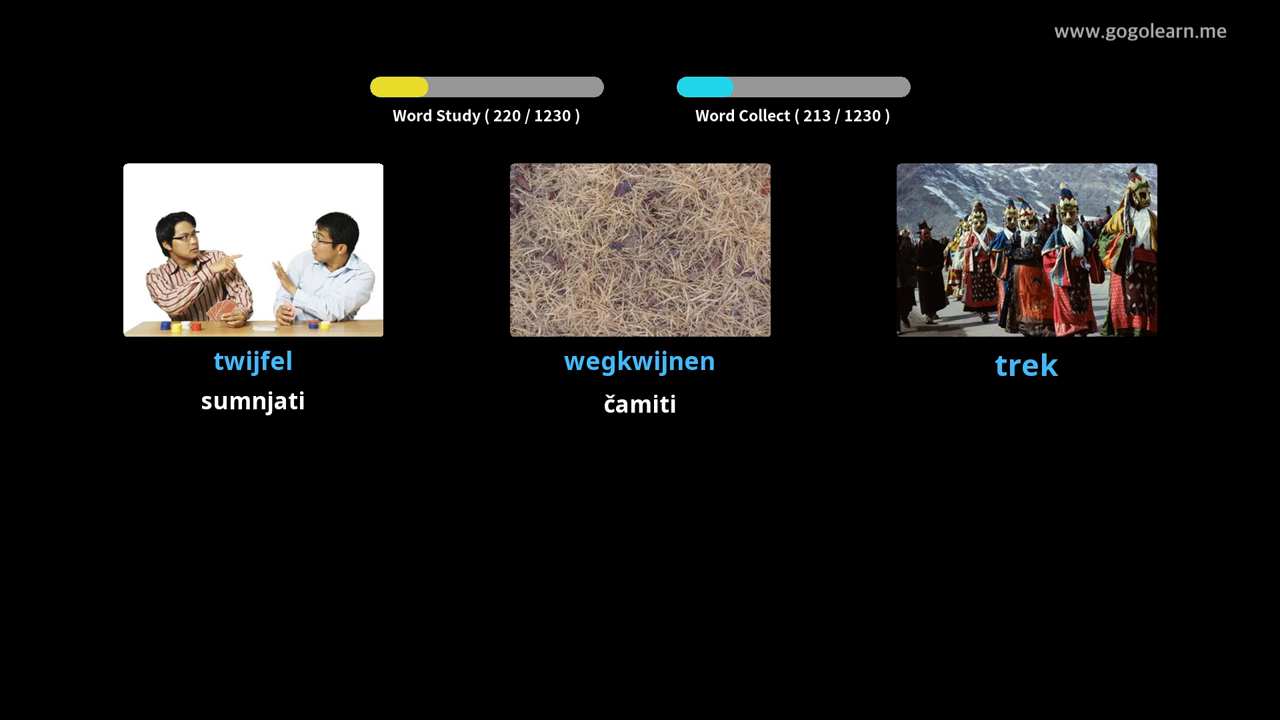 www.gogolearn.me
Word Study ( 220 / 1230 )
Word Collect ( 213 / 1230 )
twijfel
wegkwijnen
trek
sumnjati
čamiti